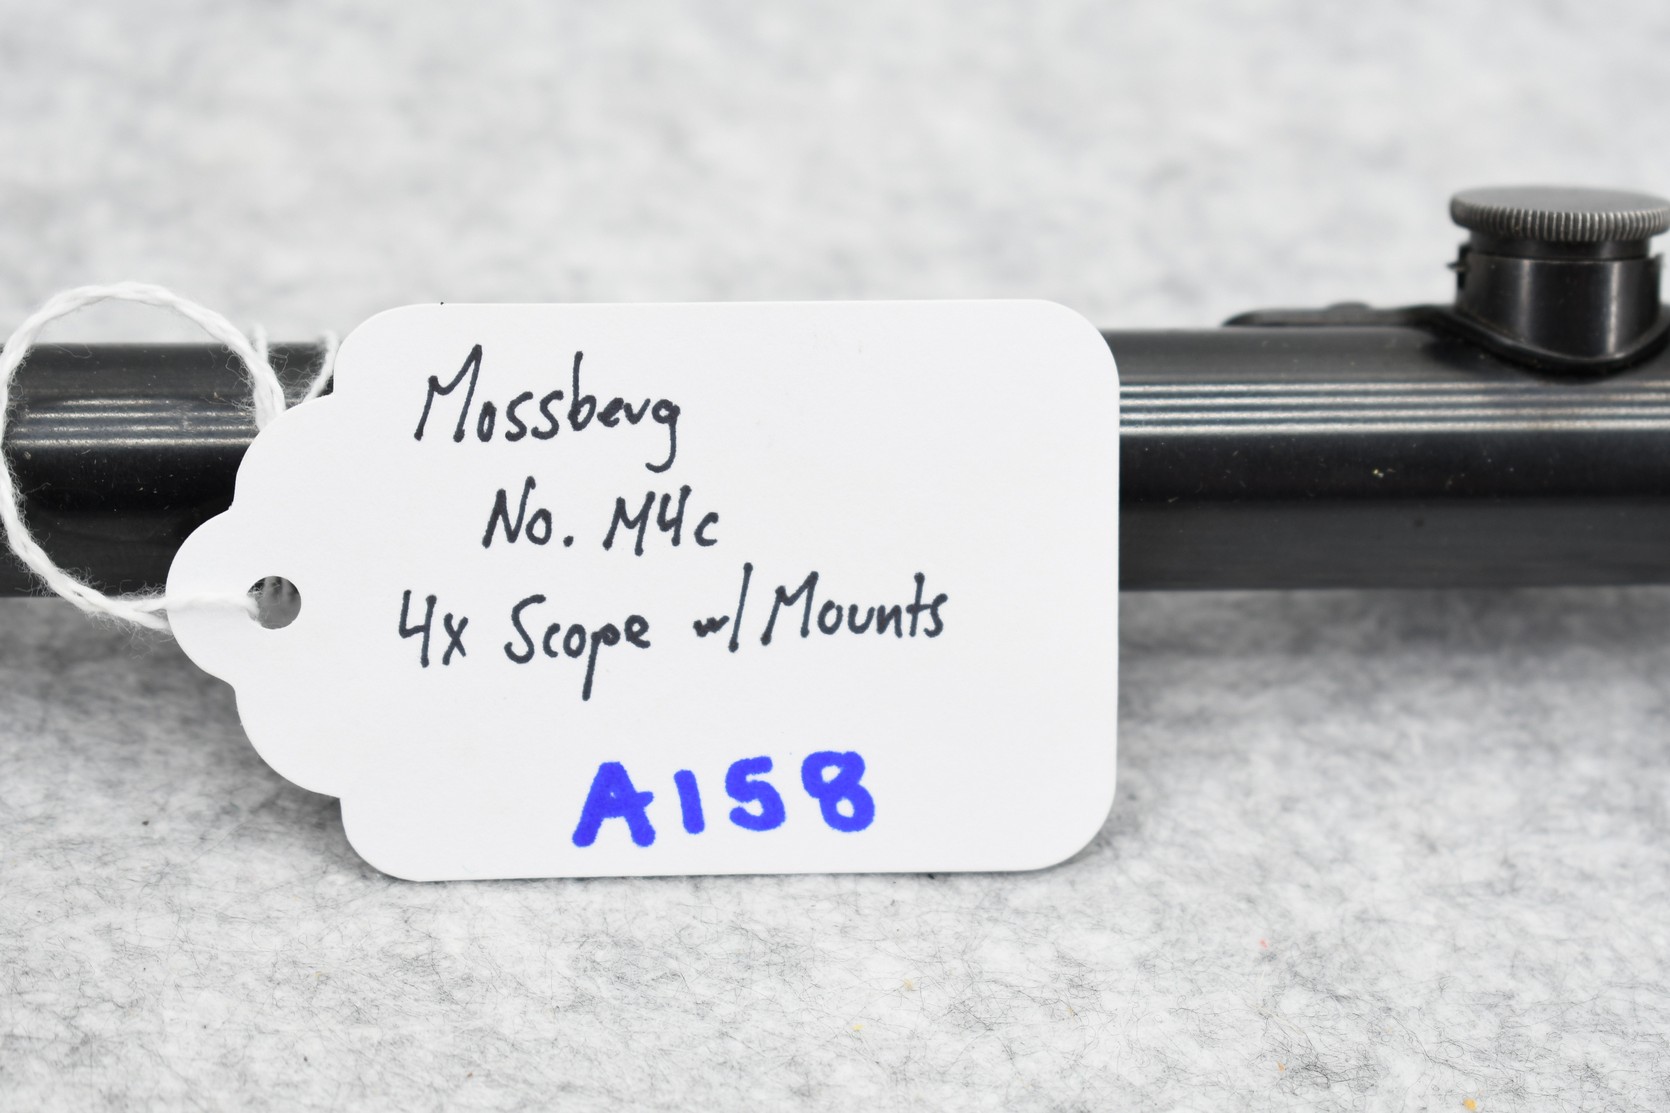 Mossberg
No. M4c
4x Scope w/Mounts
A158